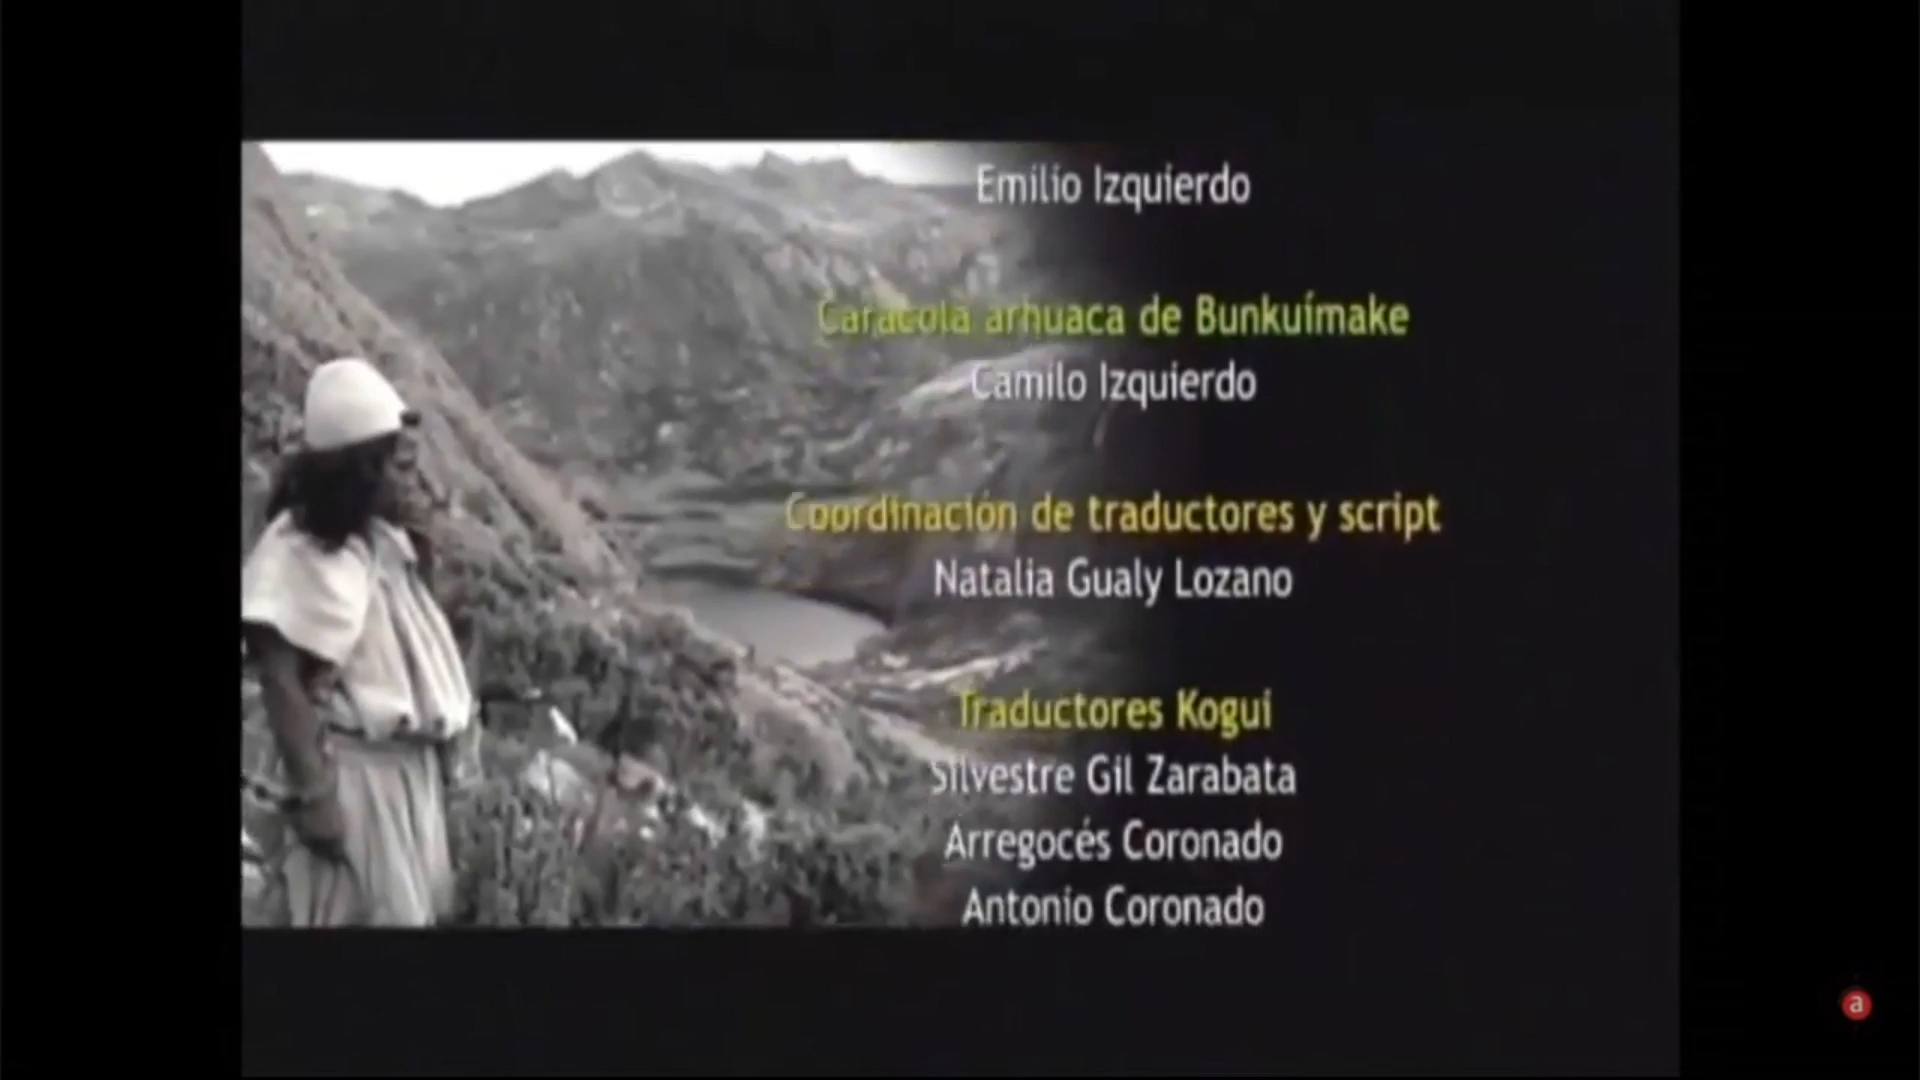 Emilio Izquierdo
Caracola arhuaca de Bunkuímake
Camilo Izquierdo
Coordinación de traductores y script
Natalia Gualy Lozano
Traductores Kogui
Silvestre Gil Zarabata
Arregocés Coronado
Antonio Coronado
a